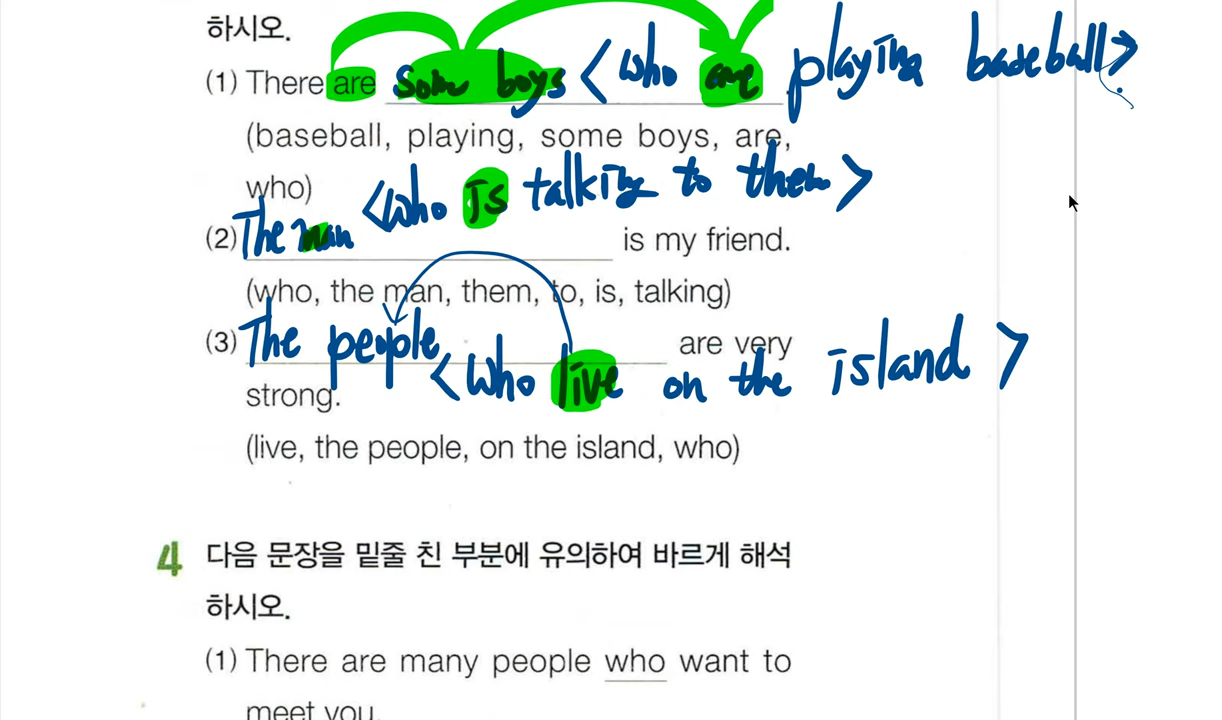 하시오.
(1) There are some boys <who are playing baseball>.
(baseball, playing, some boys, are,
who)
(2) The man <who is talking to them> is my friend.
(who, the man, them, to, is, talking)
(3) The people <who live on the island> are very
strong.
(live, the people, on the island, who)
4 다음 문장을 밑줄 친 부분에 유의하여 바르게 해석
하시오.
(1) There are many people who want to
meet you.